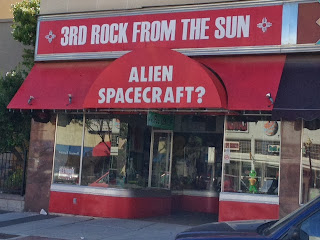 3RD ROCK FROM THE SUN
ALIEN
SPACECRAFT?